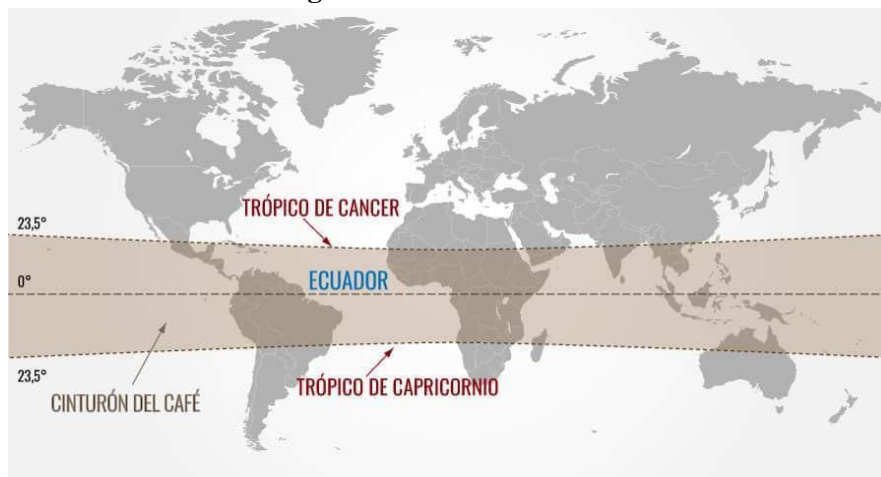 TRÓPICO DE CANCER
23,5°
ECUADOR
0°
TRÓPICO DE CAPRICORNIO
23,5°
CINTURÓN DEL CAFÉ